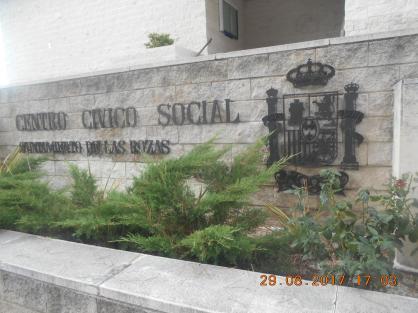 CENTRO CIVICO SOCIAL
AYUNTAMIENTO DE LAS ROZAS
29.08.2017 17:03